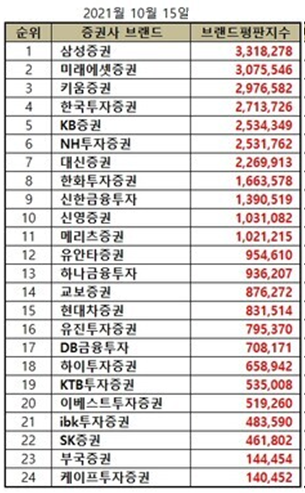 2021년 10월 15일
순위 증권사 브랜드 브랜드평판지수
1 삼성증권 3,318,278
2 미래에셋증권 3,075,546
3 키움증권 2,976,582
4 한국투자증권 2,713,726
5 KB증권 2,534,349
6 NH투자증권 2,531,762
7 대신증권 2,269,913
8 한화투자증권 1,663,578
9 신한금융투자 1,390,519
10 신영증권 1,031,082
11 메리츠증권 1,021,215
12 유안타증권 954,610
13 하나금융투자 936,207
14 교보증권 876,272
15 현대차증권 831,514
16 유진투자증권 795,370
17 DB금융투자 708,171
18 하이투자증권 658,942
19 KTB투자증권 535,008
20 이베스트투자증권 519,260
21 ibk투자증권 483,590
22 SK증권 461,802
23 부국증권 144,454
24 케이프투자증권 140,452